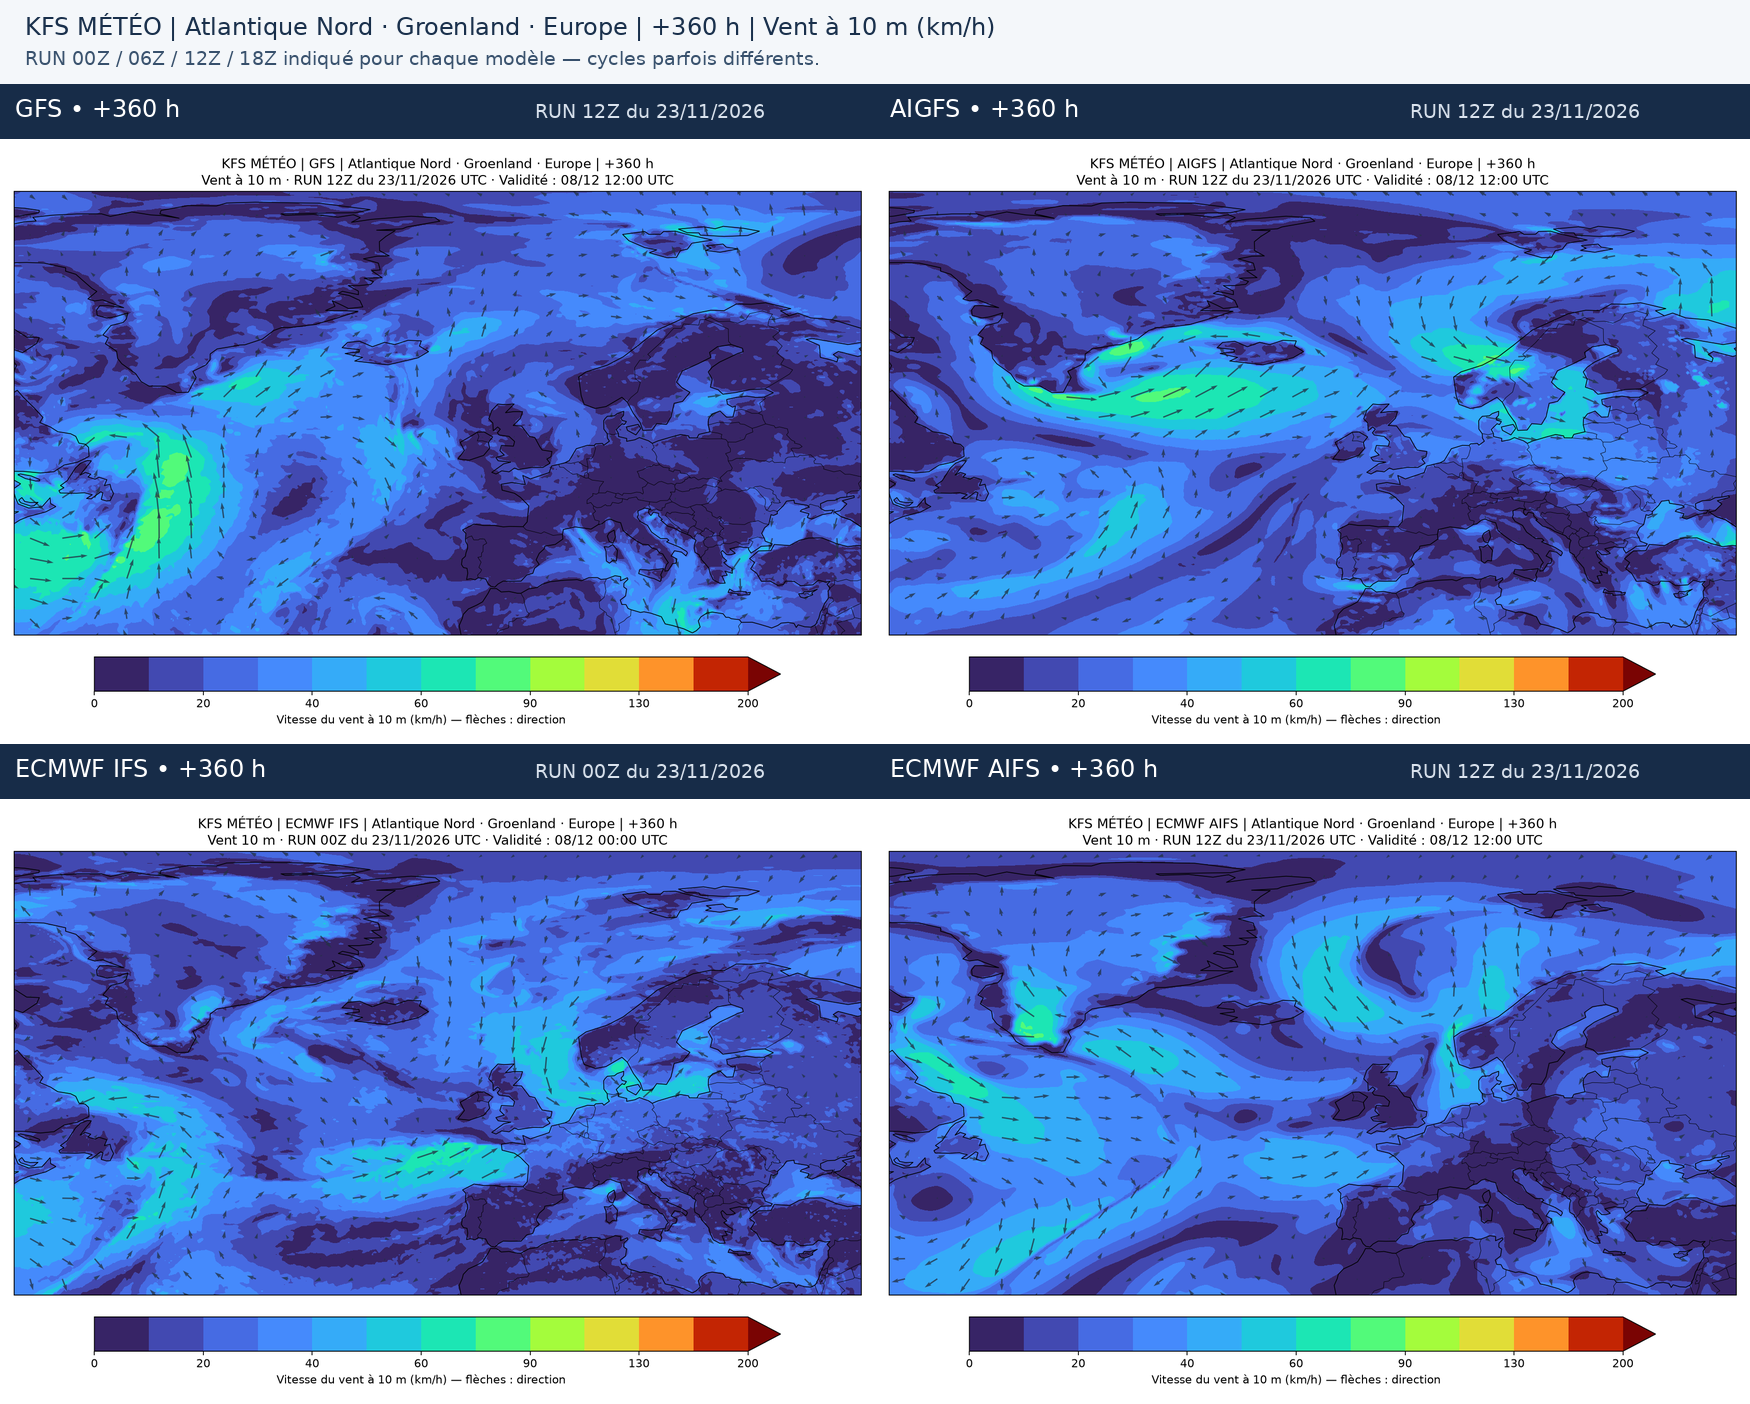 KFS MÉTÉO | Atlantique Nord · Groenland · Europe | +360 h | Vent à 10 m (km/h)
RUN 00Z / 06Z / 12Z / 18Z indiqué pour chaque modèle — cycles parfois différents.
GFS • +360 h
RUN 12Z du 23/11/2026
KFS MÉTÉO | GFS | Atlantique Nord · Groenland · Europe | +360 h
Vent à 10 m · RUN 12Z du 23/11/2026 UTC · Validité : 08/12 12:00 UTC
0 20 40 60 90 130 200
Vitesse du vent à 10 m (km/h) — flèches : direction
AIGFS • +360 h
RUN 12Z du 23/11/2026
KFS MÉTÉO | AIGFS | Atlantique Nord · Groenland · Europe | +360 h
Vent à 10 m · RUN 12Z du 23/11/2026 UTC · Validité : 08/12 12:00 UTC
0 20 40 60 90 130 200
Vitesse du vent à 10 m (km/h) — flèches : direction
ECMWF IFS • +360 h
RUN 00Z du 23/11/2026
KFS MÉTÉO | ECMWF IFS | Atlantique Nord · Groenland · Europe | +360 h
Vent 10 m · RUN 00Z du 23/11/2026 UTC · Validité : 08/12 00:00 UTC
0 20 40 60 90 130 200
Vitesse du vent à 10 m (km/h) — flèches : direction
ECMWF AIFS • +360 h
RUN 12Z du 23/11/2026
KFS MÉTÉO | ECMWF AIFS | Atlantique Nord · Groenland · Europe | +360 h
Vent 10 m · RUN 12Z du 23/11/2026 UTC · Validité : 08/12 12:00 UTC
0 20 40 60 90 130 200
Vitesse du vent à 10 m (km/h) — flèches : direction